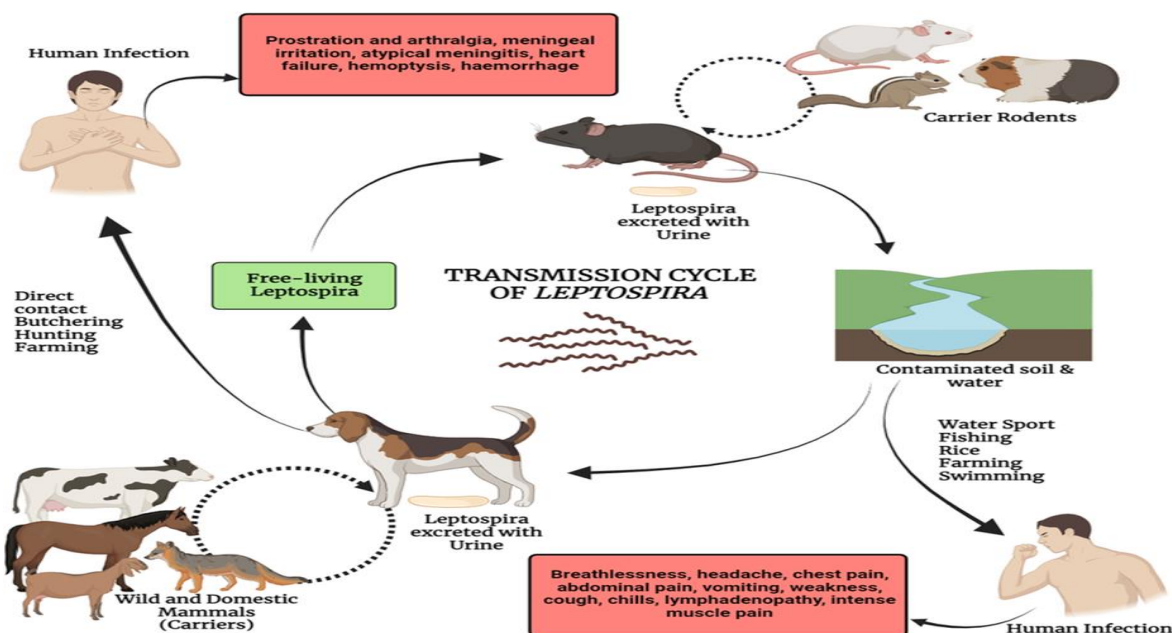 Human Infection
Prostration and arthralgia, meningeal
irritation, atypical meningitis, heart
failure, hemoptysis, haemorrhage
Carrier Rodents
Leptospira
excreted with
Urine
Free-living
Leptospira
TRANSMISSION CYCLE
OF LEPTOSPIRA
Direct
contact
Butchering
Hunting
Farming
Contaminated soil &
water
Water Sport
Fishing
Rice
Farming
Swimming
Leptospira
excreted with
Urine
Wild and Domestic
Mammals
(Carriers)
Breathlessness, headache, chest pain,
abdominal pain, vomiting, weakness,
cough, chills, lymphadenopathy, intense
muscle pain
Human Infection